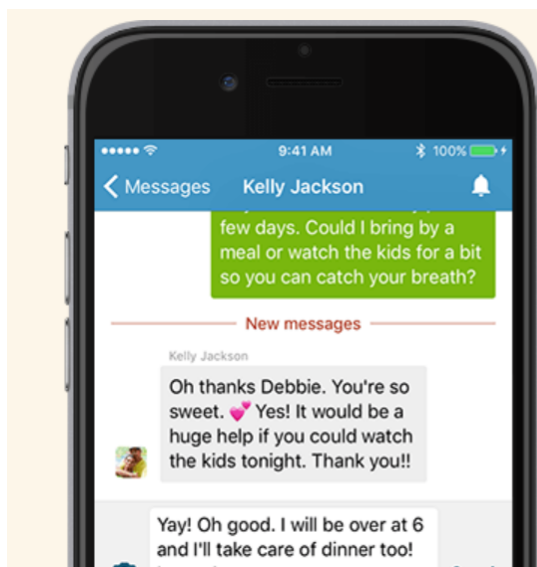 9:41 AM
100%
Messages
Kelly Jackson
few days. Could I bring by a
meal or watch the kids for a bit
so you can catch your breath?
New messages
Kelly Jackson
Oh thanks Debbie. You're so
sweet. 💕 Yes! It would be a
huge help if you could watch
the kids tonight. Thank you!!
Yay! Oh good. I will be over at 6
and I'll take care of dinner too!